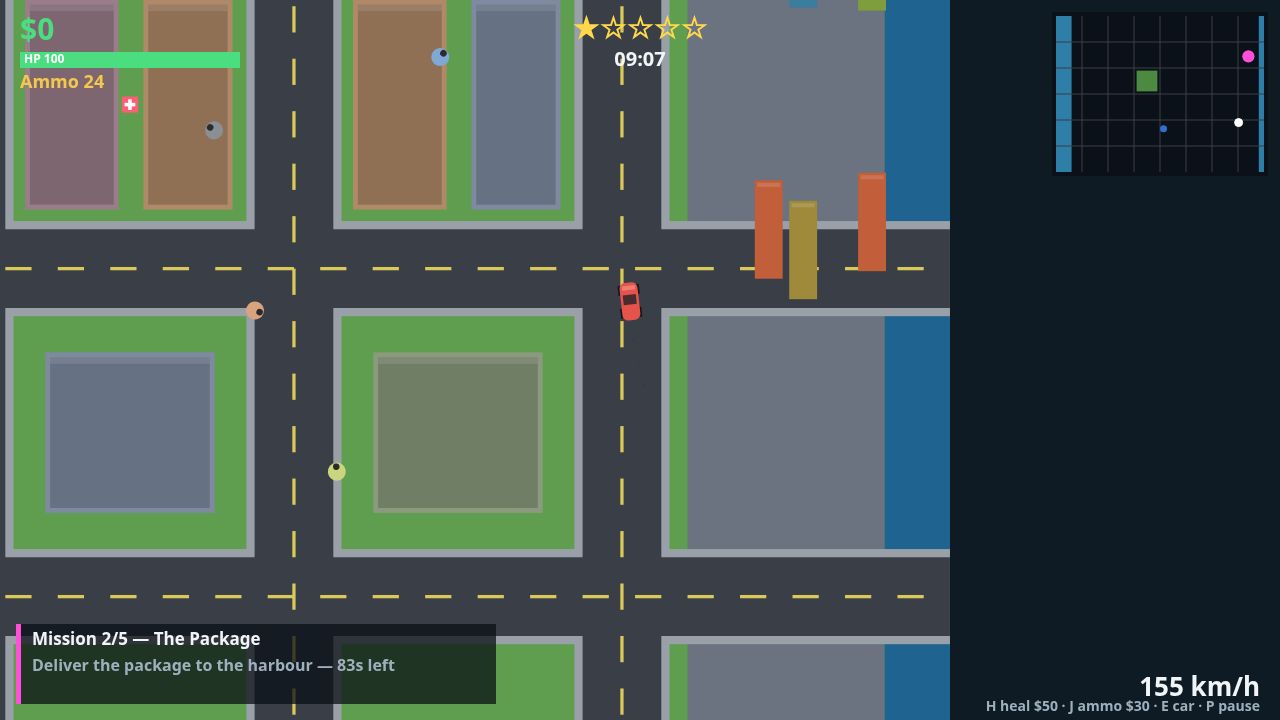 $0
HP 100
Ammo 24
★☆☆☆☆
09:07
Mission 2/5 — The Package
Deliver the package to the harbour — 83s left
155 km/h
H heal $50 · J ammo $30 · E car · P pause